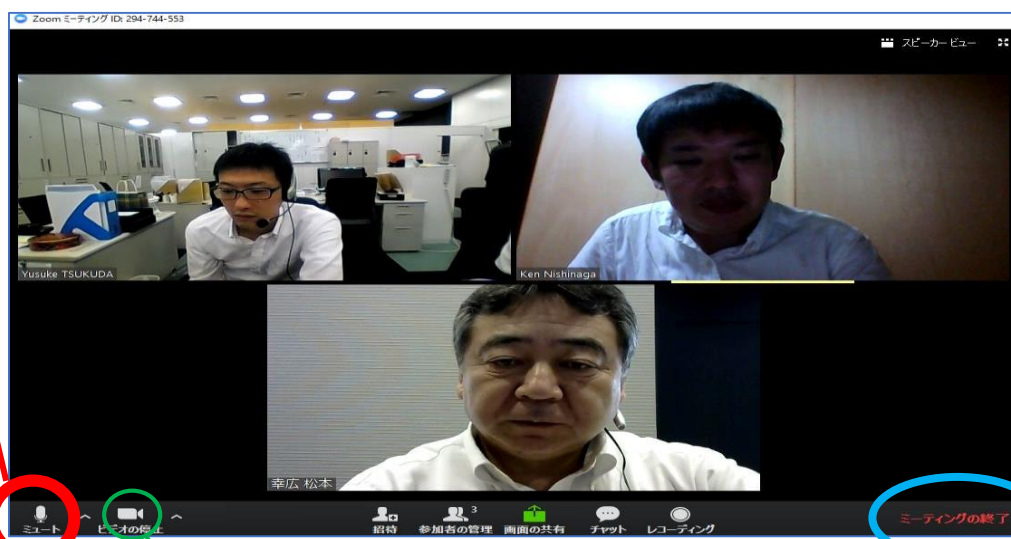 Zoom ミーティング ID: 294-744-553
スピーカー ビュー
Yusuke TSUKUDA
Ken Nishinaga
幸広 松本
ミュート
ビデオの停止
招待
3
参加者の管理
画面の共有
チャット
レコーディング
ミーティングの終了